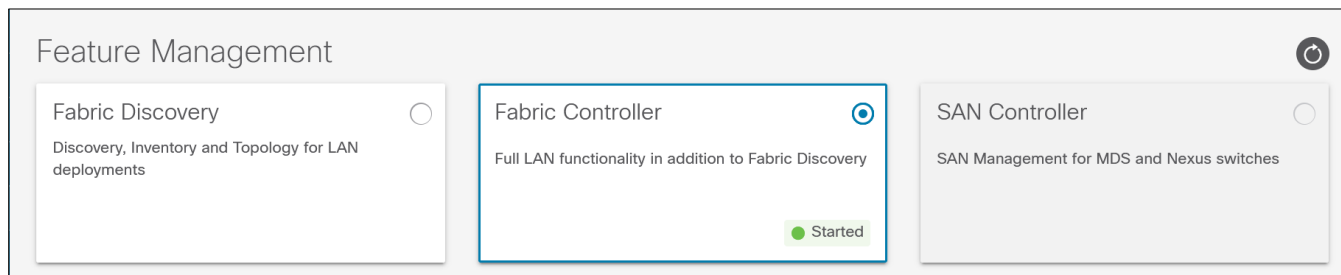 Feature Management
Fabric Discovery
Discovery, Inventory and Topology for LAN
deployments
Fabric Controller
Full LAN functionality in addition to Fabric Discovery
Started
SAN Controller
SAN Management for MDS and Nexus switches